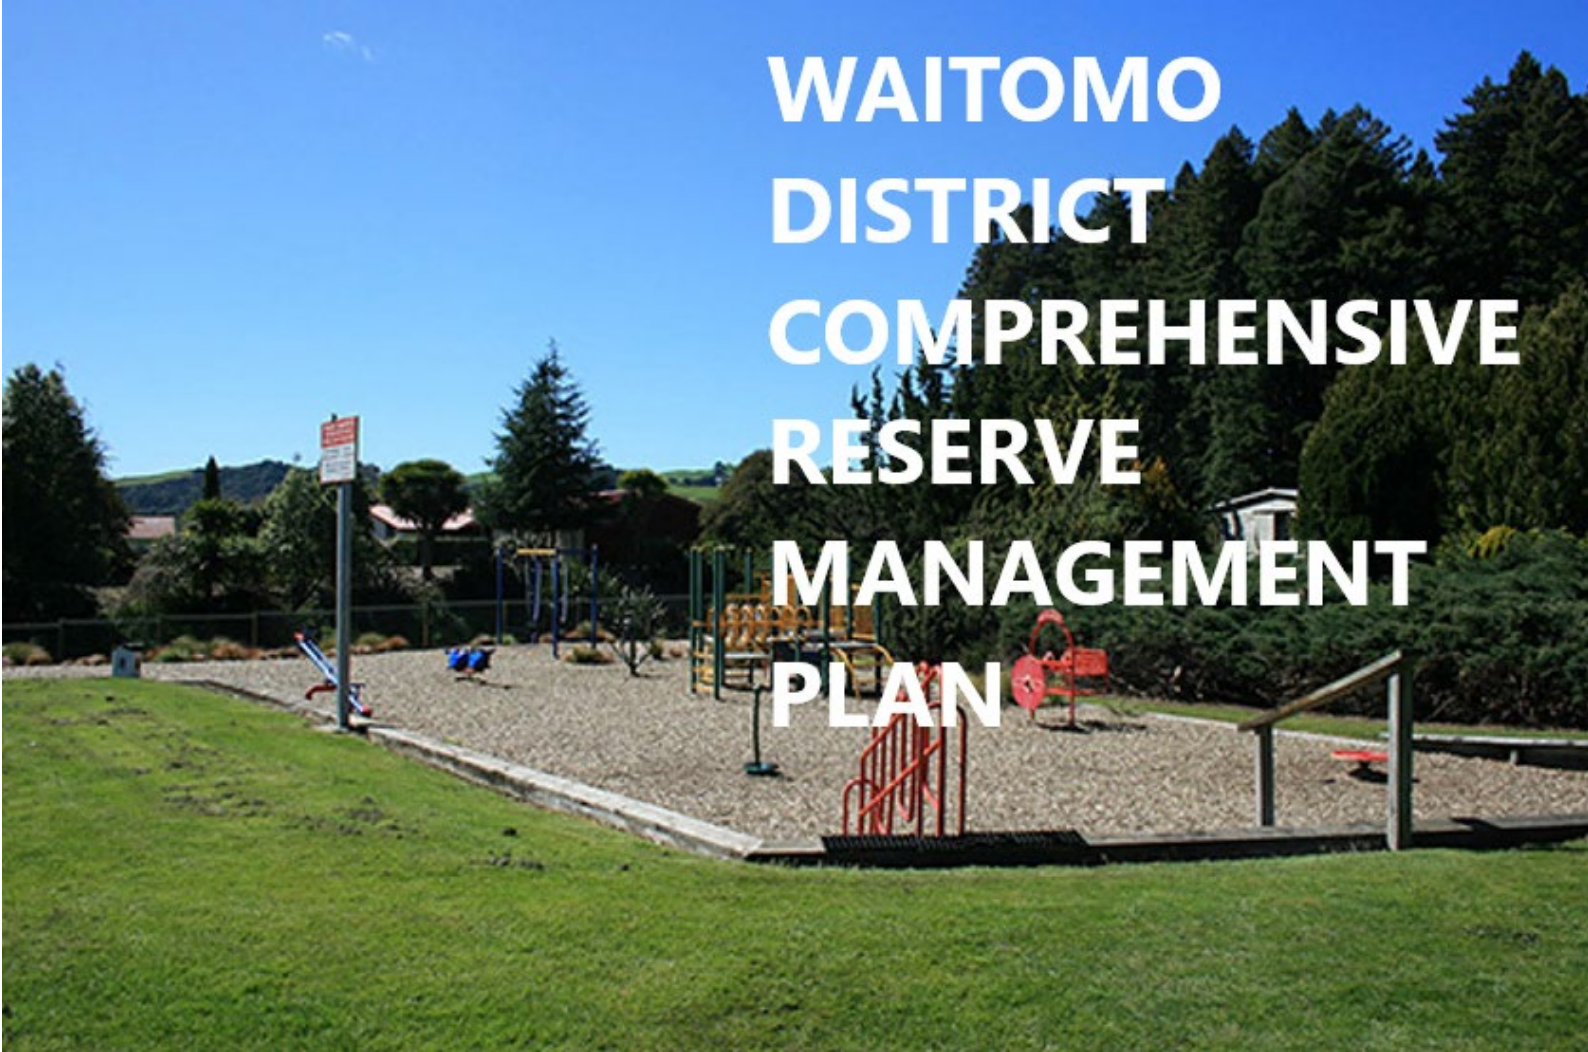 WAITOMO
DISTRICT
COMPREHENSIVE
RESERVE
MANAGEMENT
PLAN